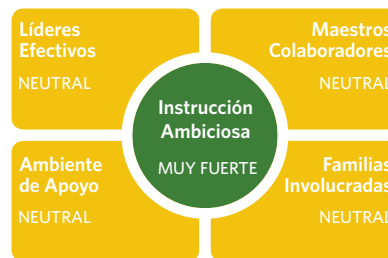 Líderes
Efectivos
NEUTRAL
Maestros
Colaboradores
NEUTRAL
Instrucción
Ambiciosa
MUY FUERTE
Ambiente
de Apoyo
NEUTRAL
Familias
Involucradas
NEUTRAL